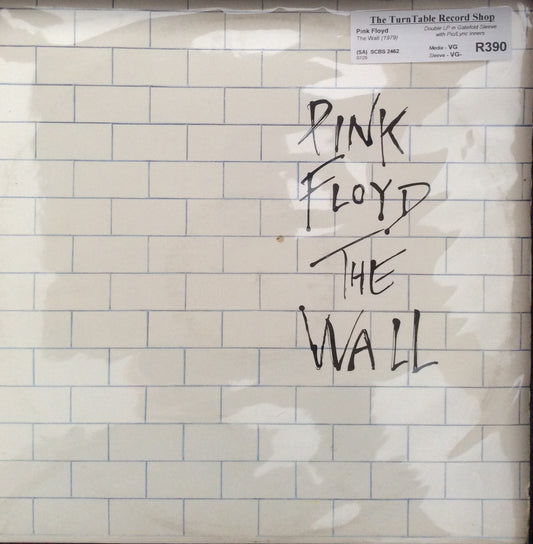 The TurnTable Record Shop
Pink Floyd
The Wall (1979)
Double LP in Gatefold Sleeve
with Pic/Lyric Inners
(SA) SCBS 2462
Media - VG
Sleeve - VG-
R390
PINK
FLOYD
THE
WALL